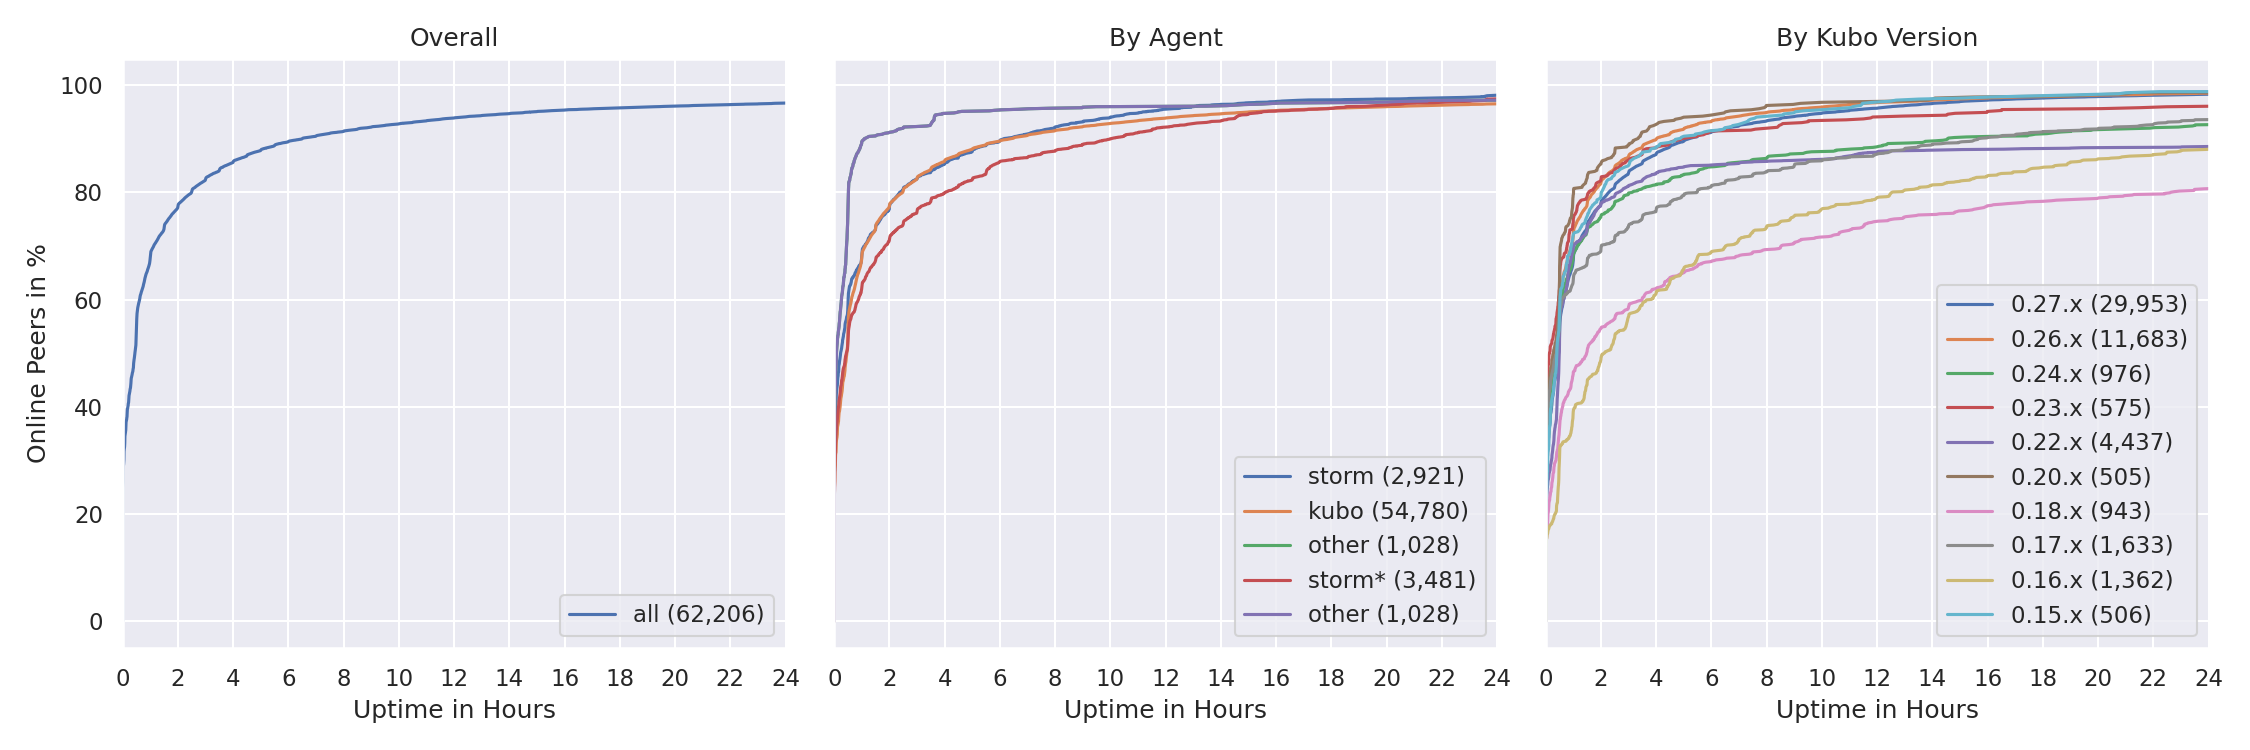 Overall
By Agent
By Kubo Version
Online Peers in %
100
80
60
40
20
0
all (62,206)
0 2 4 6 8 10 12 14 16 18 20 22 24
Uptime in Hours
storm (2,921)
kubo (54,780)
other (1,028)
storm* (3,481)
other (1,028)
0 2 4 6 8 10 12 14 16 18 20 22 24
Uptime in Hours
0.27.x (29,953)
0.26.x (11,683)
0.24.x (976)
0.23.x (575)
0.22.x (4,437)
0.20.x (505)
0.18.x (943)
0.17.x (1,633)
0.16.x (1,362)
0.15.x (506)
0 2 4 6 8 10 12 14 16 18 20 22 24
Uptime in Hours